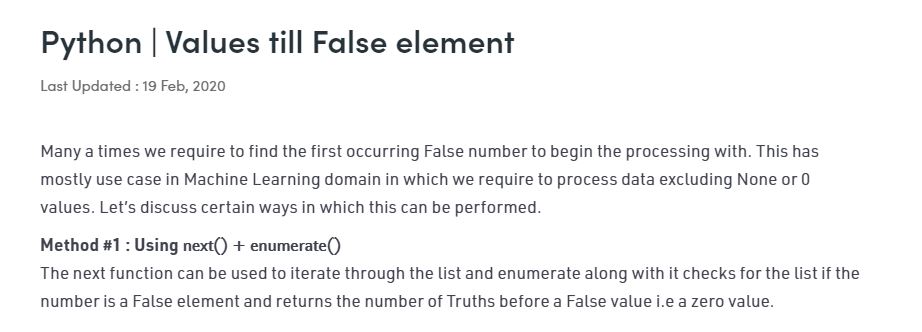 Python | Values till False element
Last Updated : 19 Feb, 2020
Many a times we require to find the first occurring False number to begin the processing with. This has
mostly use case in Machine Learning domain in which we require to process data excluding None or 0
values. Let's discuss certain ways in which this can be performed.
Method #1 : Using next() + enumerate()
The next function can be used to iterate through the list and enumerate along with it checks for the list if the
number is a False element and returns the number of Truths before a False value i.e a zero value.